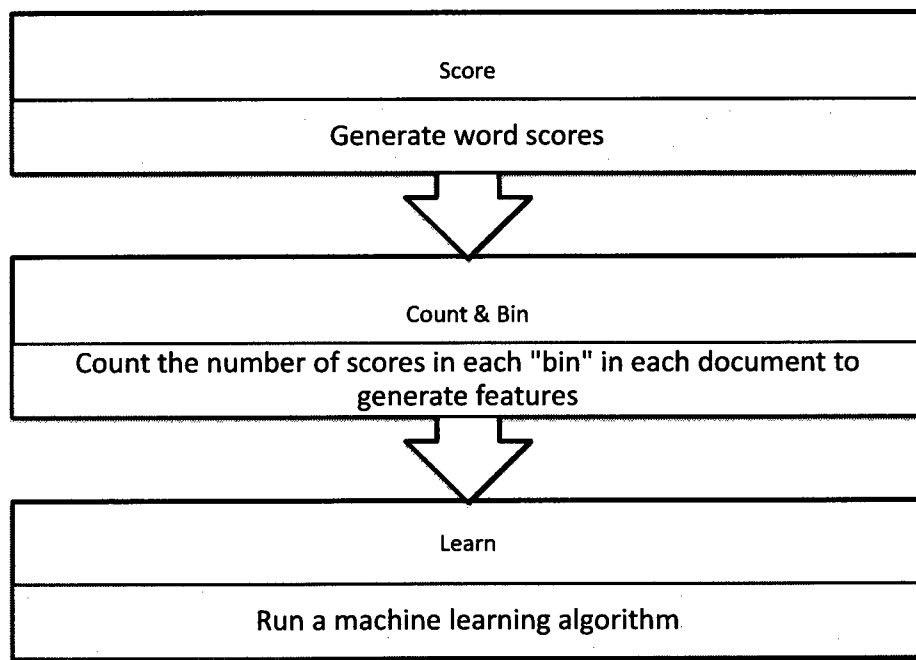 Score
Generate word scores
Count & Bin
Count the number of scores in each "bin" in each document to
generate features
Learn
Run a machine learning algorithm